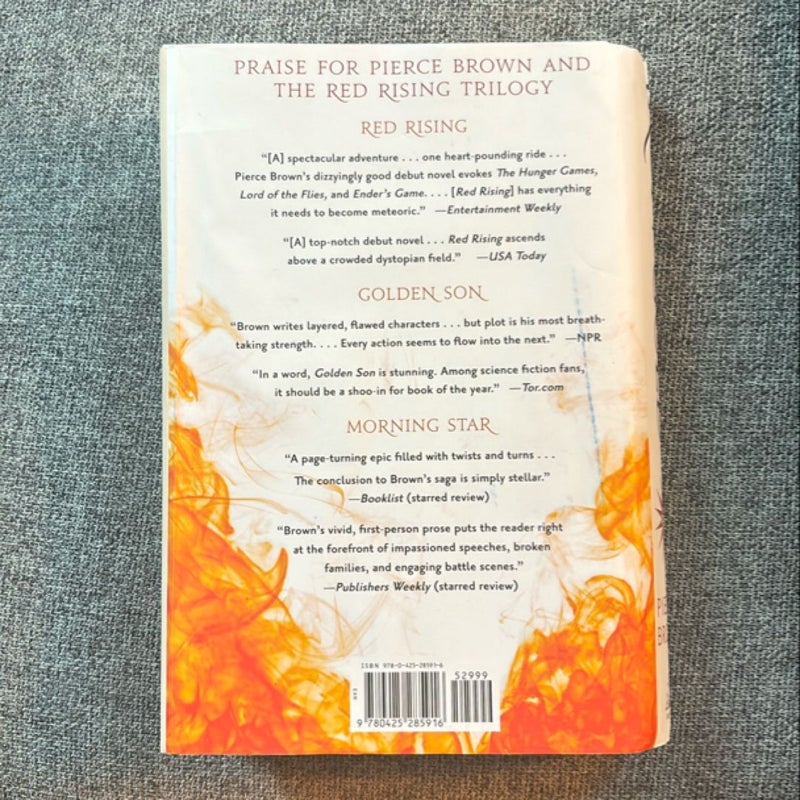 PRAISE FOR PIERCE BROWN AND
THE RED RISING TRILOGY
RED RISING
“[A] spectacular adventure . . . one heart-pounding ride . . .
Pierce Brown’s dizzyingly good debut novel evokes The Hunger Games,
Lord of the Flies, and Ender’s Game. . . . [Red Rising] has everything
it needs to become meteoric.” —Entertainment Weekly
“[A] top-notch debut novel . . . Red Rising ascends
above a crowded dystopian field.” —USA Today
GOLDEN SON
“Brown writes layered, flawed characters . . . but plot is his most breath-
taking strength. . . . Every action seems to flow into the next.” —NPR
“In a word, Golden Son is stunning. Among science fiction fans,
it should be a shoo-in for book of the year.” —Tor.com
MORNING STAR
“A page-turning epic filled with twists and turns . . .
The conclusion to Brown’s saga is simply stellar.”
—Booklist (starred review)
“Brown’s vivid, first-person prose puts the reader right
at the forefront of impassioned speeches, broken
families, and engaging battle scenes.”
—Publishers Weekly (starred review)
ISBN 978-0-425-28591-6
52999
EAN
9 780425 285916